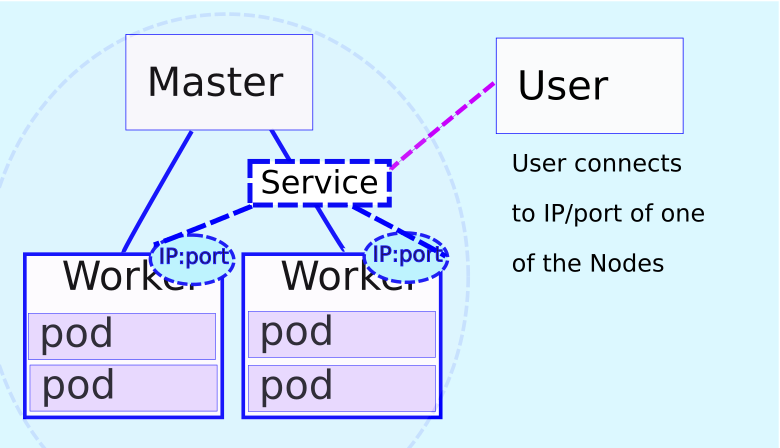 Master
User
User connects
to IP/port of one
of the Nodes
Service
IP:port
IP:port
Worker
Worker
pod
pod
pod
pod